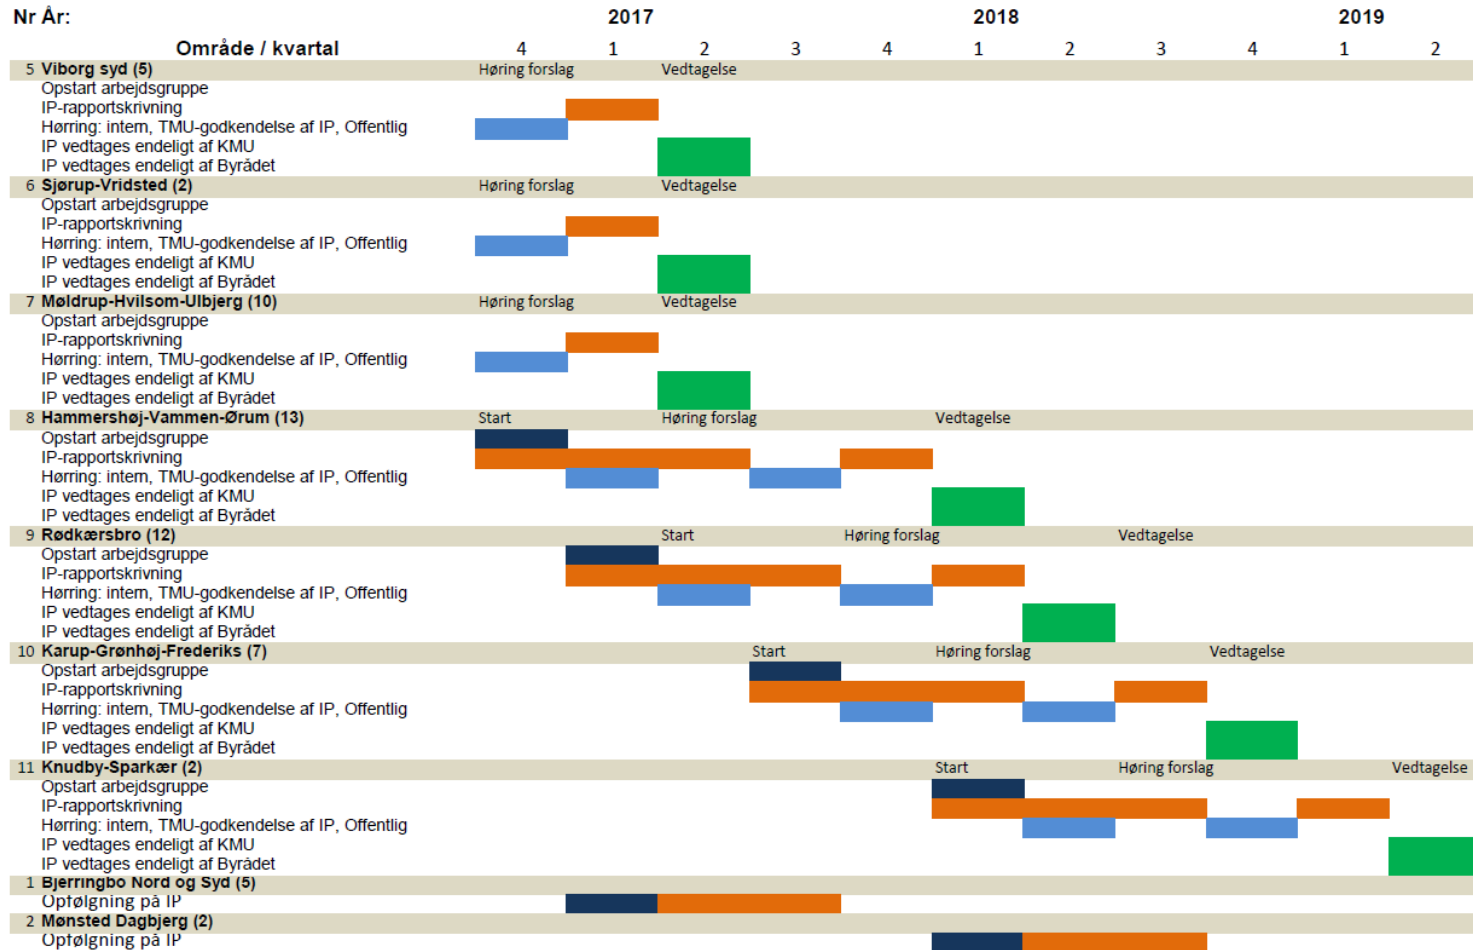 Nr År: 2017 2018 2019
Område / kvartal 4 1 2 3 4 1 2 3 4 1 2
5 Viborg syd (5) Høring forslag Vedtagelse
Opstart arbejdsgruppe
IP-rapportskrivning
Hørring: intern, TMU-godkendelse af IP, Offentlig
IP vedtages endeligt af KMU
IP vedtages endeligt af Byrådet
6 Sjørup-Vridsted (2) Høring forslag Vedtagelse
Opstart arbejdsgruppe
IP-rapportskrivning
Hørring: intern, TMU-godkendelse af IP, Offentlig
IP vedtages endeligt af KMU
IP vedtages endeligt af Byrådet
7 Møldrup-Hvilsom-Ulbjerg (10) Høring forslag Vedtagelse
Opstart arbejdsgruppe
IP-rapportskrivning
Hørring: intern, TMU-godkendelse af IP, Offentlig
IP vedtages endeligt af KMU
IP vedtages endeligt af Byrådet
8 Hammershøj-Vammen-Ørum (13) Start Høring forslag Vedtagelse
Opstart arbejdsgruppe
IP-rapportskrivning
Hørring: intern, TMU-godkendelse af IP, Offentlig
IP vedtages endeligt af KMU
IP vedtages endeligt af Byrådet
9 Rødkærsbro (12) Start Høring forslag Vedtagelse
Opstart arbejdsgruppe
IP-rapportskrivning
Hørring: intern, TMU-godkendelse af IP, Offentlig
IP vedtages endeligt af KMU
IP vedtages endeligt af Byrådet
10 Karup-Grønhøj-Frederiks (7) Start Høring forslag Vedtagelse
Opstart arbejdsgruppe
IP-rapportskrivning
Hørring: intern, TMU-godkendelse af IP, Offentlig
IP vedtages endeligt af KMU
IP vedtages endeligt af Byrådet
11 Knudby-Sparkær (2) Start Høring forslag Vedtagelse
Opstart arbejdsgruppe
IP-rapportskrivning
Hørring: intern, TMU-godkendelse af IP, Offentlig
IP vedtages endeligt af KMU
IP vedtages endeligt af Byrådet
1 Bjerringbo Nord og Syd (5)
Opfølgning på IP
2 Mønsted Dagbjerg (2)
Opfølgning på IP